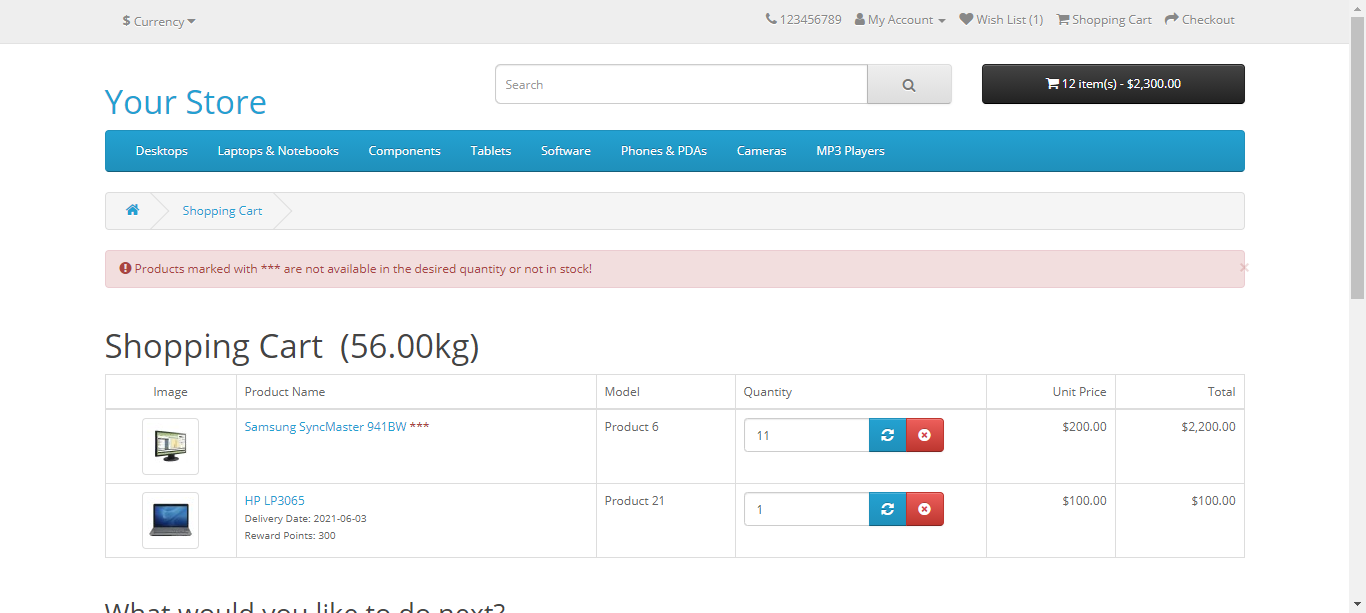 $ Currency
123456789 My Account Wish List (1) Shopping Cart Checkout
Your Store
Search
12 item(s) - $2,300.00
Desktops Laptops & Notebooks Components Tablets Software Phones & PDAs Cameras MP3 Players
Shopping Cart
Products marked with *** are not available in the desired quantity or not in stock!
×
Shopping Cart (56.00kg)
Image Product Name Model Quantity Unit Price Total
Samsung SyncMaster 941BW *** Product 6 11 $200.00 $2,200.00
HP LP3065 Product 21 1 $100.00 $100.00
Delivery Date: 2021-06-03
Reward Points: 300
What would you like to do next?